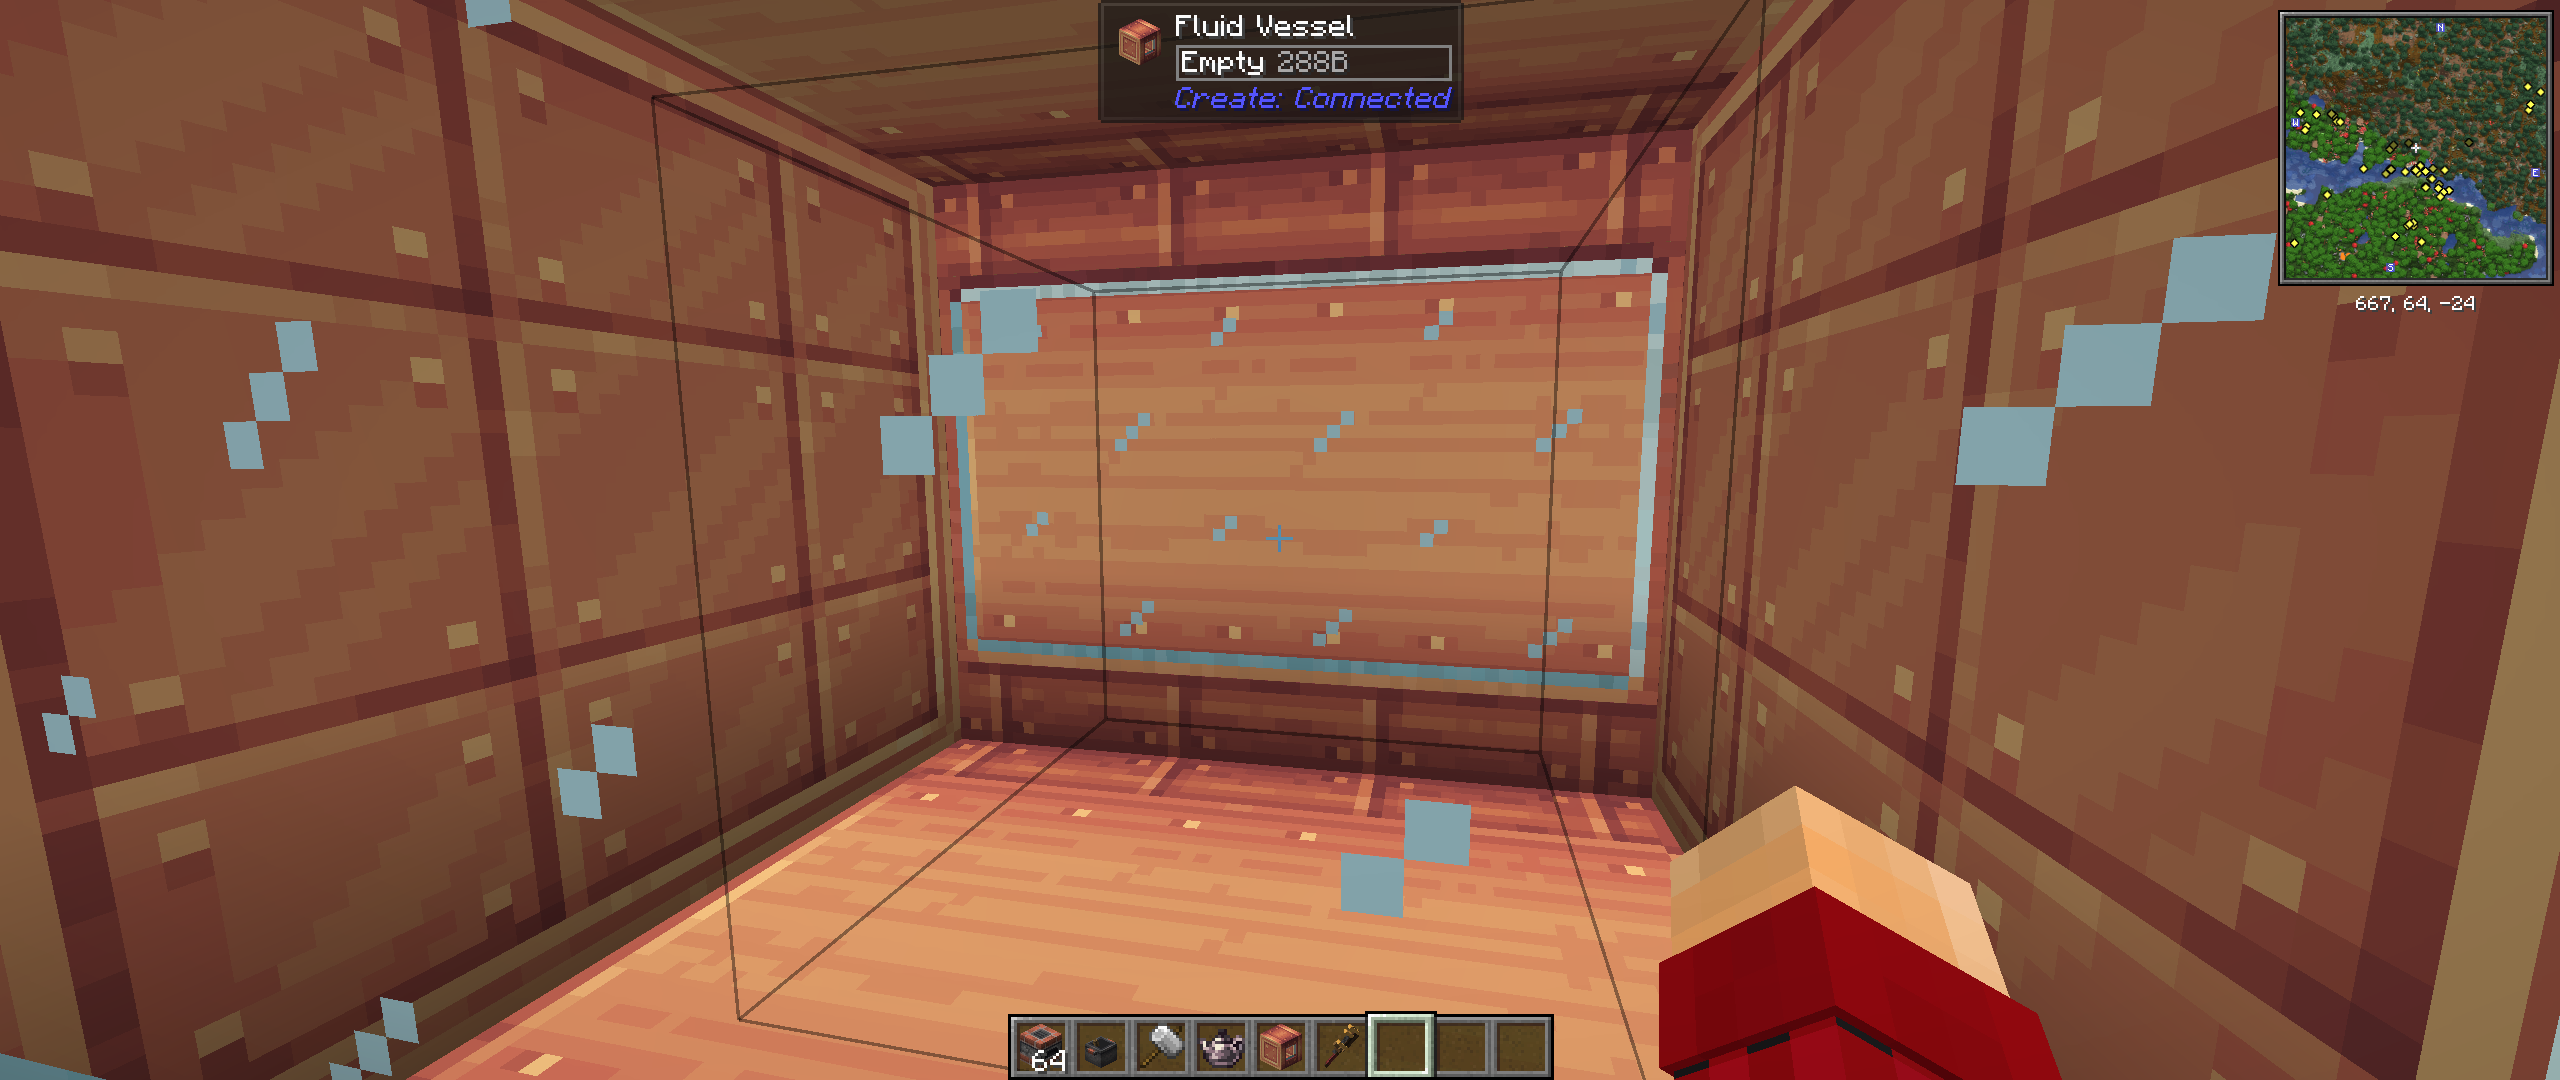 Fluid Vessel
Empty 288B
Create: Connected
N
W
E
S
667, 64, -24
64